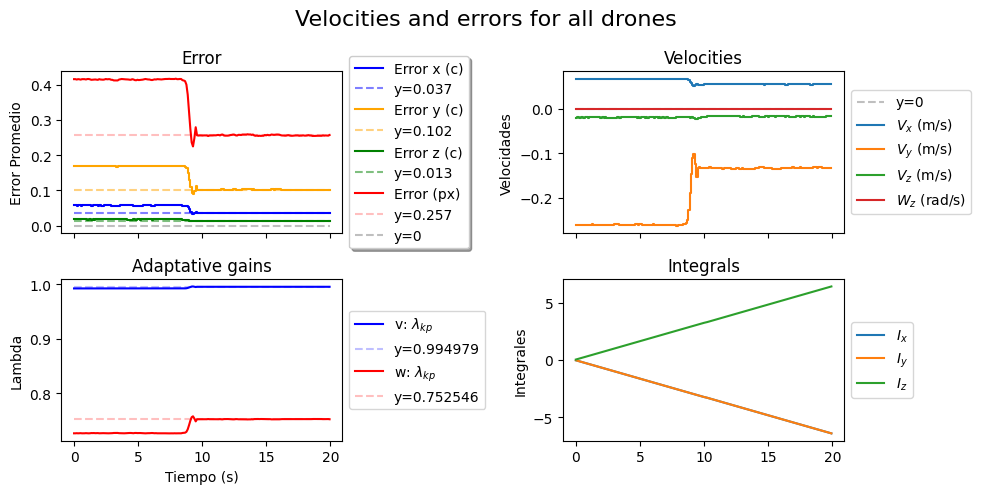 Velocities and errors for all drones
Error
Error Promedio
0.4
0.3
0.2
0.1
0.0
Error x (c)
y=0.037
Error y (c)
y=0.102
Error z (c)
y=0.013
Error (px)
y=0.257
y=0
Velocities
Velocidades
0.0
−0.1
−0.2
y=0
V_x (m/s)
V_y (m/s)
V_z (m/s)
W_z (rad/s)
Adaptative gains
Lambda
1.0
0.9
0.8
0 5 10 15 20
Tiempo (s)
v: λ_kp
y=0.994979
w: λ_kp
y=0.752546
Integrals
Integrales
5
0
−5
0 5 10 15 20
I_x
I_y
I_z